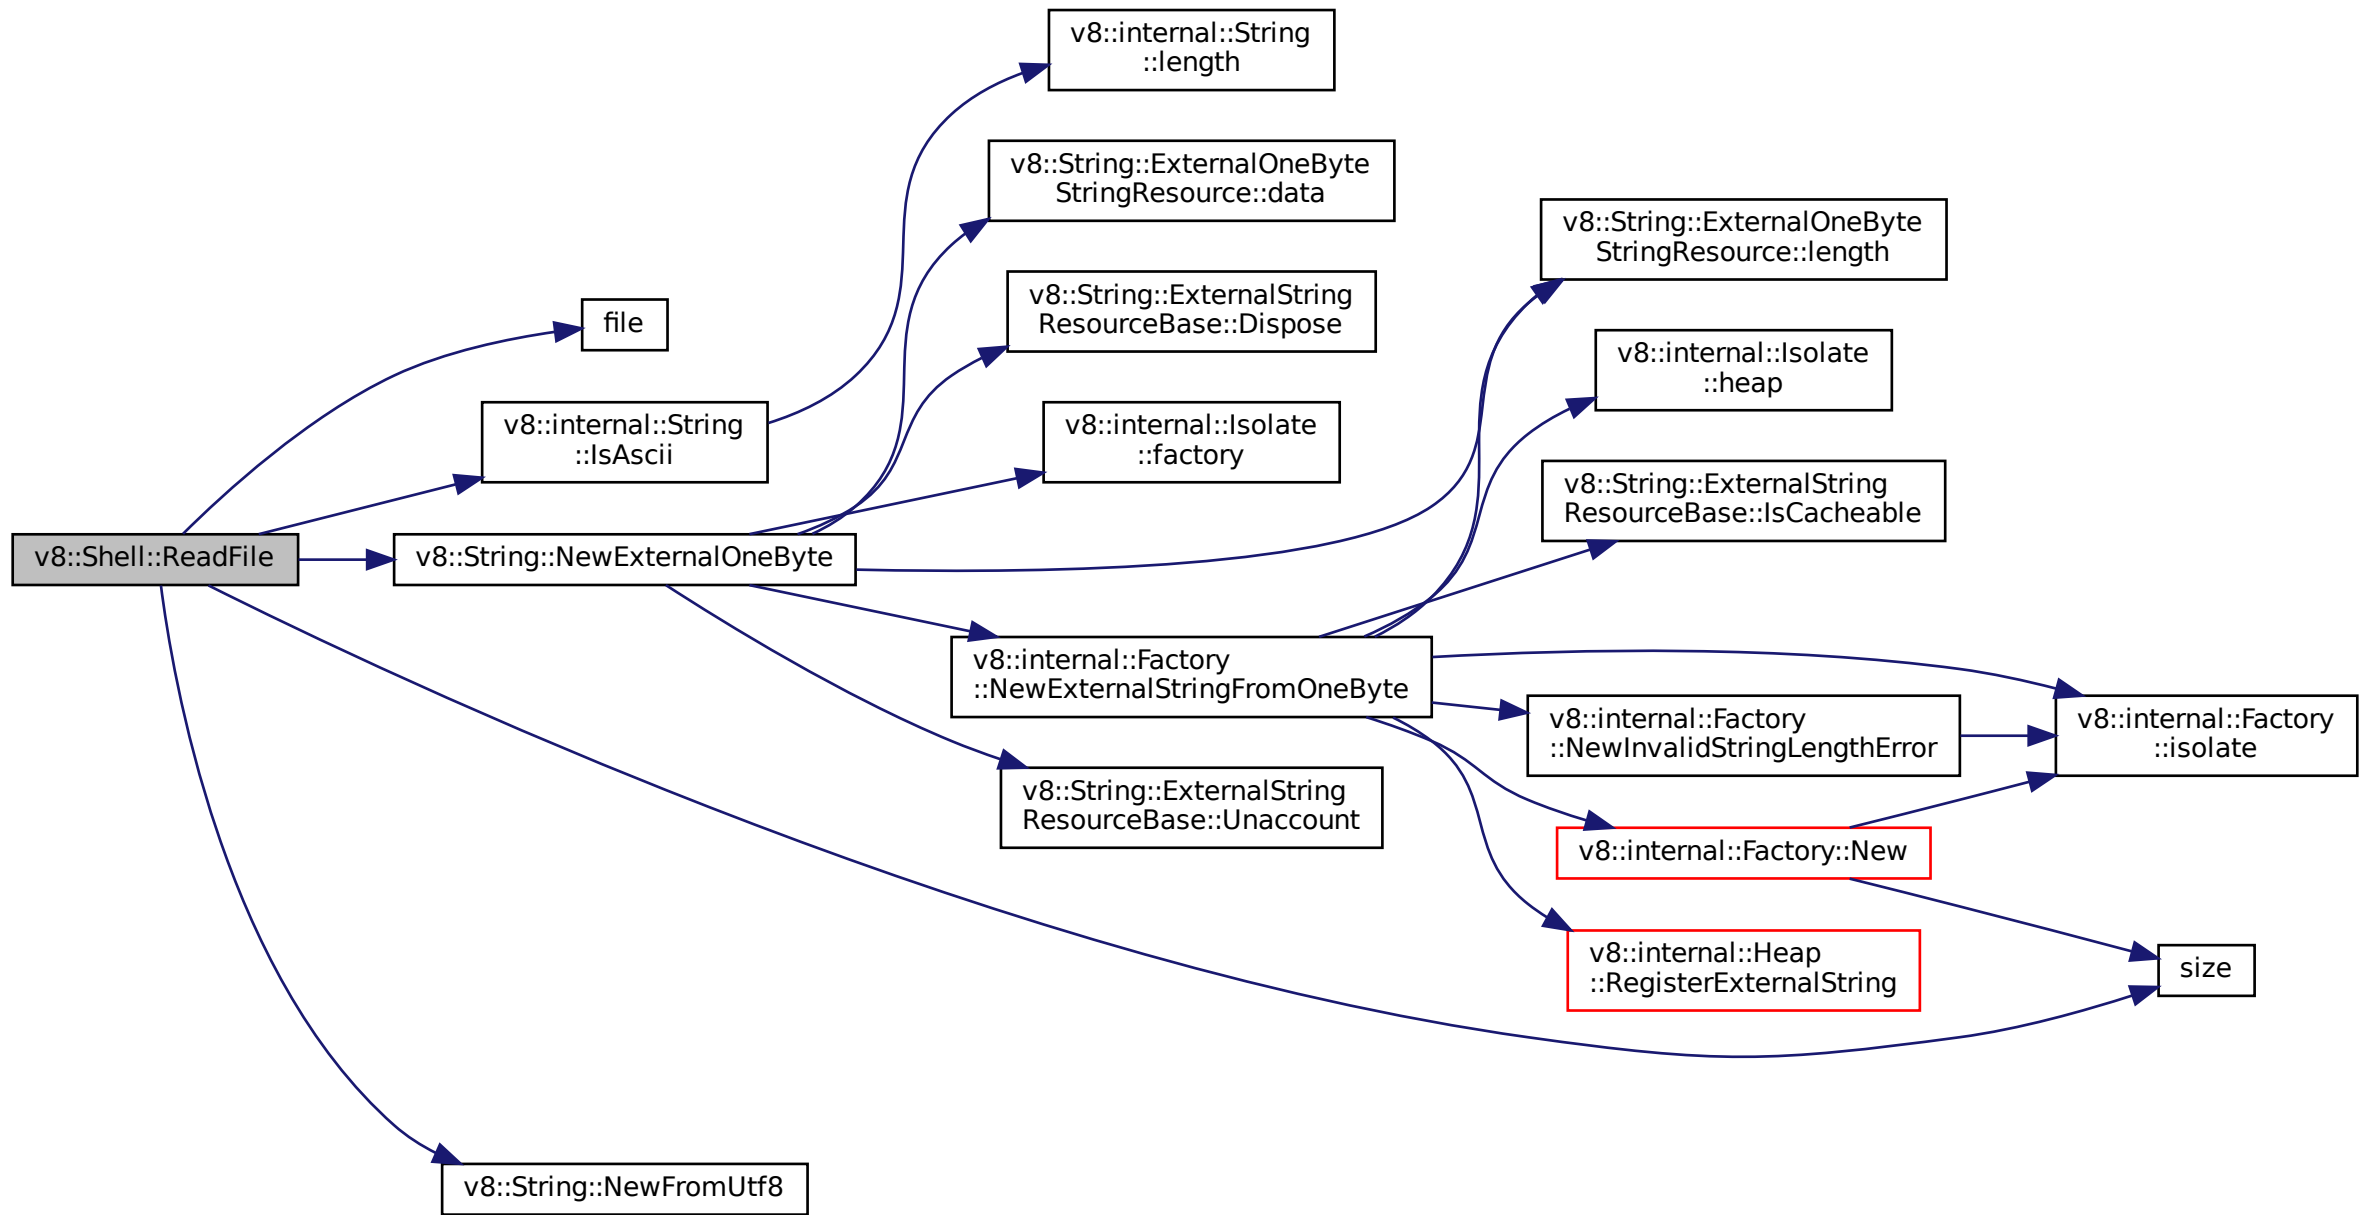 v8::Shell::ReadFile
file
v8::internal::String
::IsAscii
v8::String::NewExternalOneByte
v8::String::NewFromUtf8
v8::internal::String
::length
v8::String::ExternalOneByte
StringResource::data
v8::String::ExternalString
ResourceBase::Dispose
v8::internal::Isolate
::factory
v8::internal::Factory
::NewExternalStringFromOneByte
v8::String::ExternalString
ResourceBase::Unaccount
v8::String::ExternalOneByte
StringResource::length
v8::internal::Isolate
::heap
v8::String::ExternalString
ResourceBase::IsCacheable
v8::internal::Factory
::NewInvalidStringLengthError
v8::internal::Factory::New
v8::internal::Heap
::RegisterExternalString
v8::internal::Factory
::isolate
size